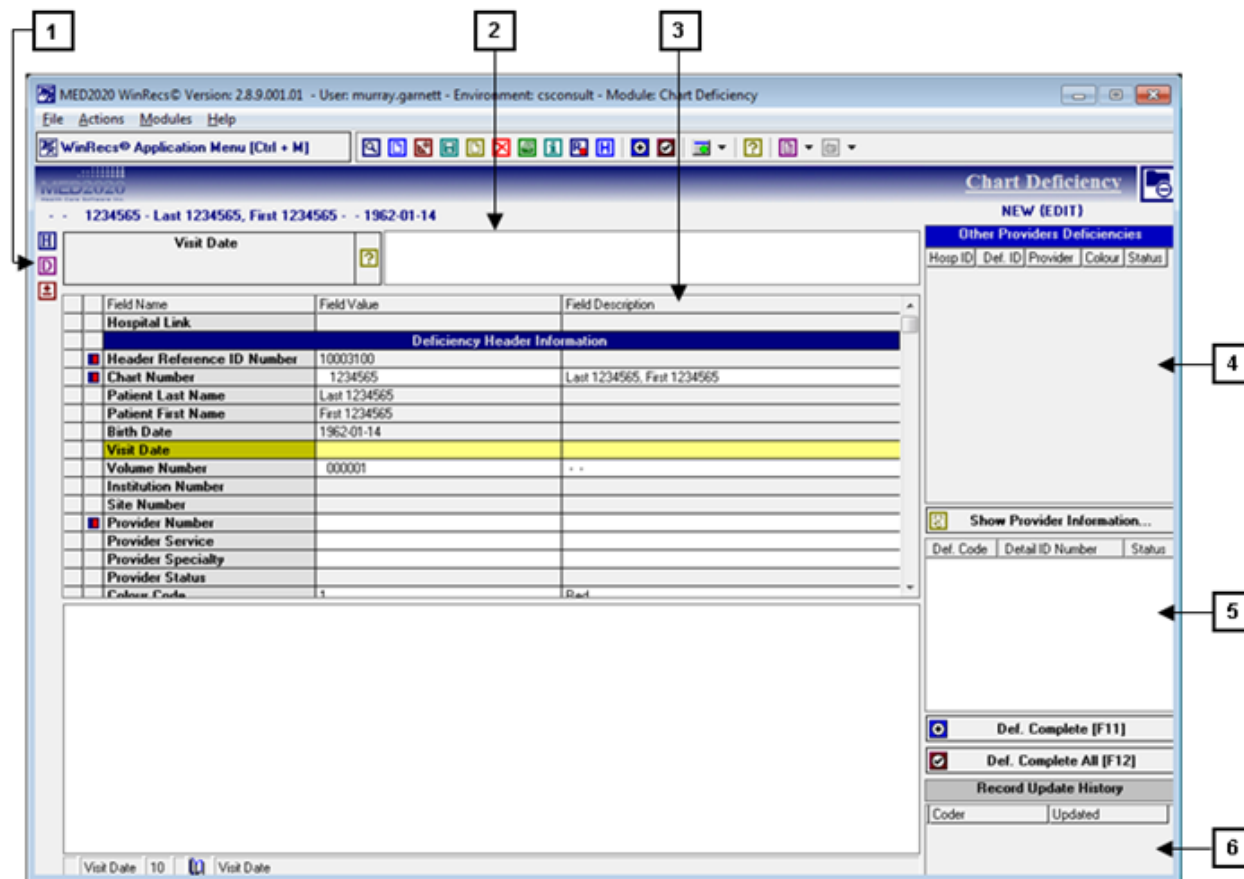 1
2
3
MED2020 WinRecs© Version: 2.8.9.001.01 - User: murray.garnett - Environment: csconsult - Module: Chart Deficiency
File Actions Modules Help
WinRecs© Application Menu [Ctrl + M]
MED2020
Chart Deficiency
- - 1234565 - Last 1234565, First 1234565 - - 1962-01-14
NEW (EDIT)
Visit Date
Other Providers Deficiencies
Hosp ID Def. ID Provider Colour Status
Field Name Field Value Field Description
Hospital Link
Deficiency Header Information
Header Reference ID Number 10003100
Chart Number 1234565 Last 1234565, First 1234565
Patient Last Name Last 1234565
Patient First Name First 1234565
Birth Date 1962-01-14
Visit Date
Volume Number 000001 - -
Institution Number
Site Number
Provider Number
Provider Service
Provider Specialty
Provider Status
Colour Code 1 Red
4
Show Provider Information...
Def. Code Detail ID Number Status
5
Def. Complete [F11]
Def. Complete All [F12]
Record Update History
Coder Updated
6
Visit Date 10 Visit Date